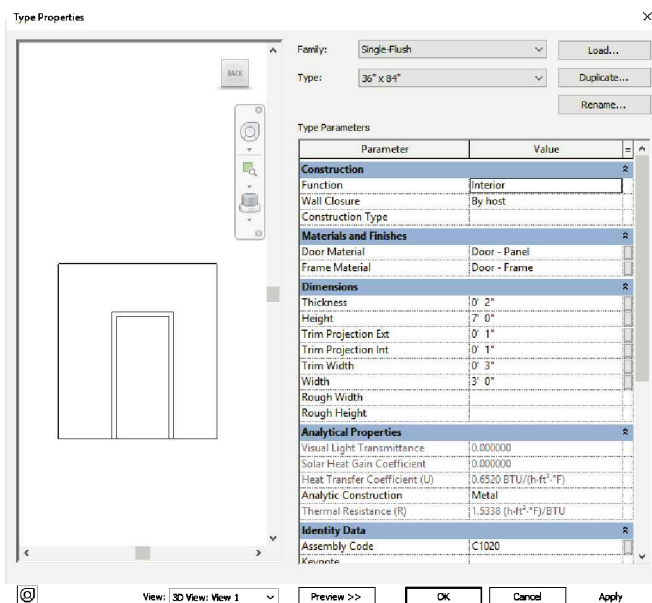 Type Properties
BACK
Family: Single-Flush Load...
Type: 36" x 84" Duplicate...
Rename...
Type Parameters
Parameter Value =
Construction
Function Interior
Wall Closure By host
Construction Type
Materials and Finishes
Door Material Door - Panel
Frame Material Door - Frame
Dimensions
Thickness 0' 2"
Height 7' 0"
Trim Projection Ext 0' 1"
Trim Projection Int 0' 1"
Trim Width 0' 3"
Width 3' 0"
Rough Width
Rough Height
Analytical Properties
Visual Light Transmittance 0.000000
Solar Heat Gain Coefficient 0.000000
Heat Transfer Coefficient (U) 0.6520 BTU/(h·ft²·°F)
Analytic Construction Metal
Thermal Resistance (R) 1.5338 (h·ft²·°F)/BTU
Identity Data
Assembly Code C1020
Keynote
View: 3D View: View 1 Preview >> OK Cancel Apply